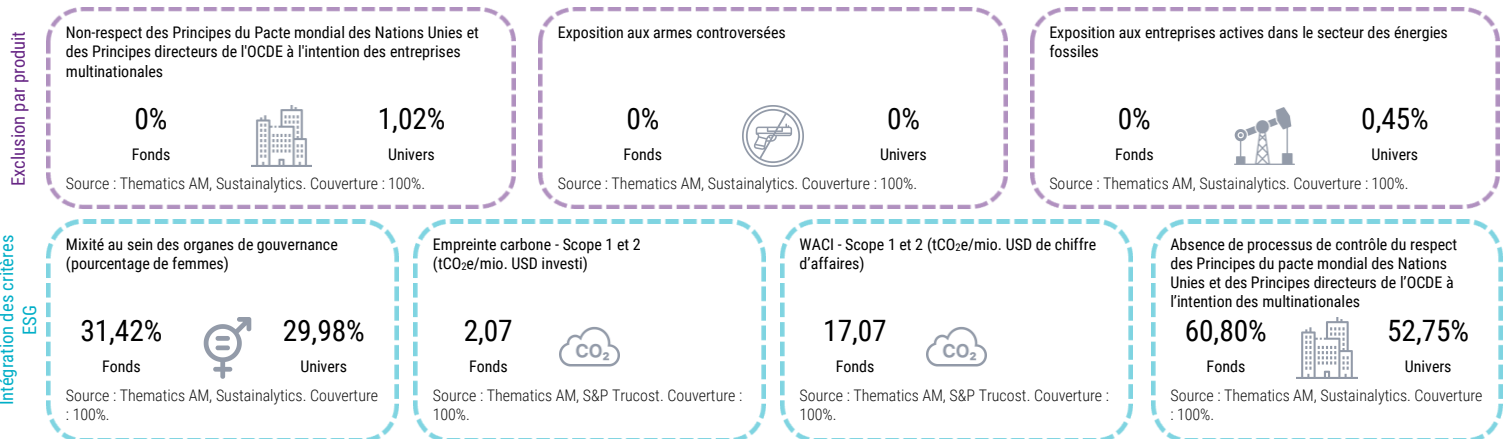 Exclusion par produit
Non-respect des Principes du Pacte mondial des Nations Unies et
des Principes directeurs de l'OCDE à l'intention des entreprises
multinationales
0%
Fonds
1,02%
Univers
Source : Thematics AM, Sustainalytics. Couverture : 100%.
Exposition aux armes controversées
0%
Fonds
0%
Univers
Source : Thematics AM, Sustainalytics. Couverture : 100%.
Exposition aux entreprises actives dans le secteur des énergies
fossiles
0%
Fonds
0,45%
Univers
Source : Thematics AM, Sustainalytics. Couverture : 100%.
Intégration des critères
ESG
Mixité au sein des organes de gouvernance
(pourcentage de femmes)
31,42%
Fonds
29,98%
Univers
Source : Thematics AM, Sustainalytics. Couverture
: 100%.
Empreinte carbone - Scope 1 et 2
(tCO₂e/mio. USD investi)
2,07
Fonds
CO₂
Source : Thematics AM, S&P Trucost. Couverture :
100%.
WACI - Scope 1 et 2 (tCO₂e/mio. USD de chiffre
d'affaires)
17,07
Fonds
CO₂
Source : Thematics AM, S&P Trucost. Couverture :
100%.
Absence de processus de contrôle du respect
des Principes du pacte mondial des Nations
Unies et des Principes directeurs de l'OCDE à
l'intention des multinationales
60,80%
Fonds
52,75%
Univers
Source : Thematics AM, Sustainalytics. Couverture
: 100%.